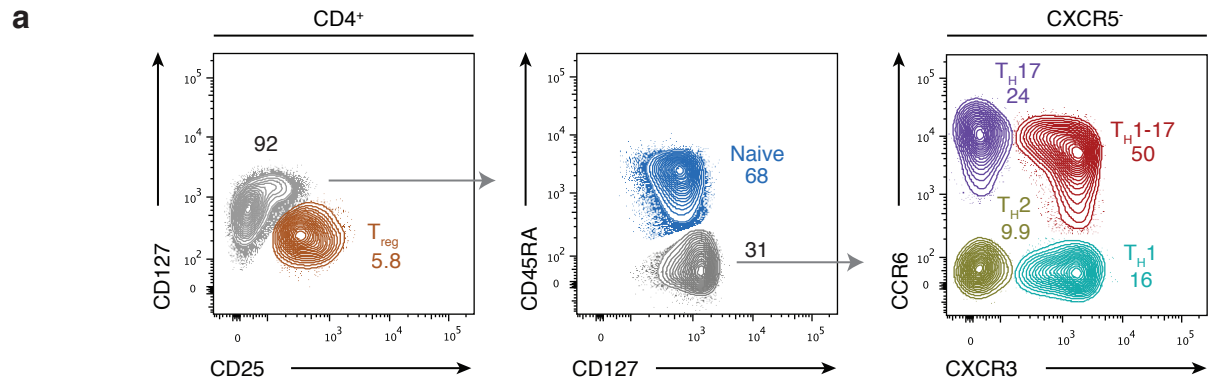 a
CD4⁺
CXCR5⁻
10⁵
10⁴
10³
10²
0
0
10³
10⁴
10⁵
CD127
CD25
92
Treg
5.8
10⁵
10⁴
10³
10²
0
0
10³
10⁴
10⁵
CD45RA
CD127
Naive
68
31
10⁵
10⁴
10³
10²
0
0
10³
10⁴
10⁵
CCR6
CXCR3
TH17
24
TH1-17
50
TH2
9.9
TH1
16